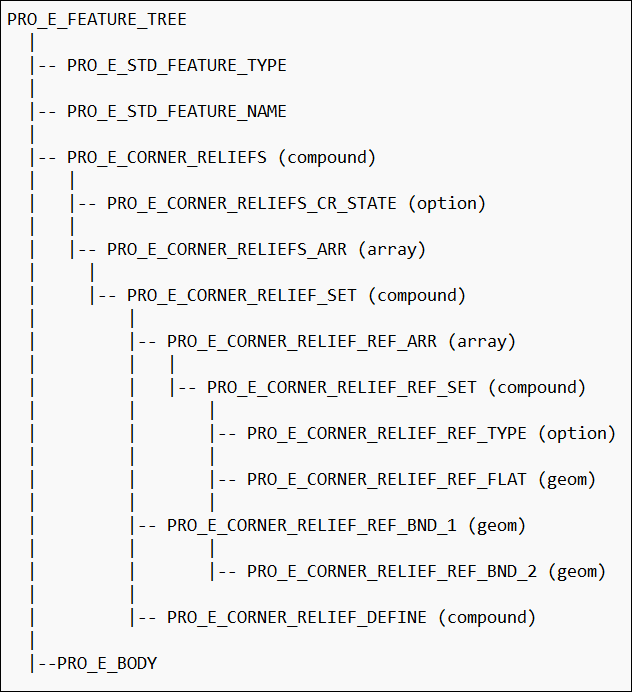 PRO_E_FEATURE_TREE
|
|-- PRO_E_STD_FEATURE_TYPE
|
|-- PRO_E_STD_FEATURE_NAME
|
|-- PRO_E_CORNER_RELIEFS (compound)
|   |
|   |-- PRO_E_CORNER_RELIEFS_CR_STATE (option)
|   |
|   |-- PRO_E_CORNER_RELIEFS_ARR (array)
|     |
|     |-- PRO_E_CORNER_RELIEF_SET (compound)
|         |
|         |-- PRO_E_CORNER_RELIEF_REF_ARR (array)
|         |   |
|         |   |-- PRO_E_CORNER_RELIEF_REF_SET (compound)
|         |       |
|         |       |-- PRO_E_CORNER_RELIEF_REF_TYPE (option)
|         |       |
|         |       |-- PRO_E_CORNER_RELIEF_REF_FLAT (geom)
|         |       |
|         |-- PRO_E_CORNER_RELIEF_REF_BND_1 (geom)
|         |       |
|         |       |-- PRO_E_CORNER_RELIEF_REF_BND_2 (geom)
|         |
|         |-- PRO_E_CORNER_RELIEF_DEFINE (compound)
|
|--PRO_E_BODY